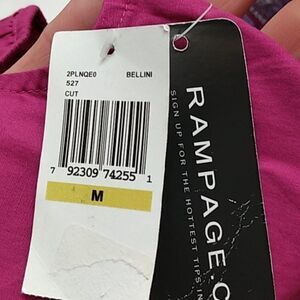 2PLNQE0 BELLINI
527
CUT
7 92309 74255 1
M
RAMPAGE.C
SIGN UP FOR THE HOTTEST TIPS IN